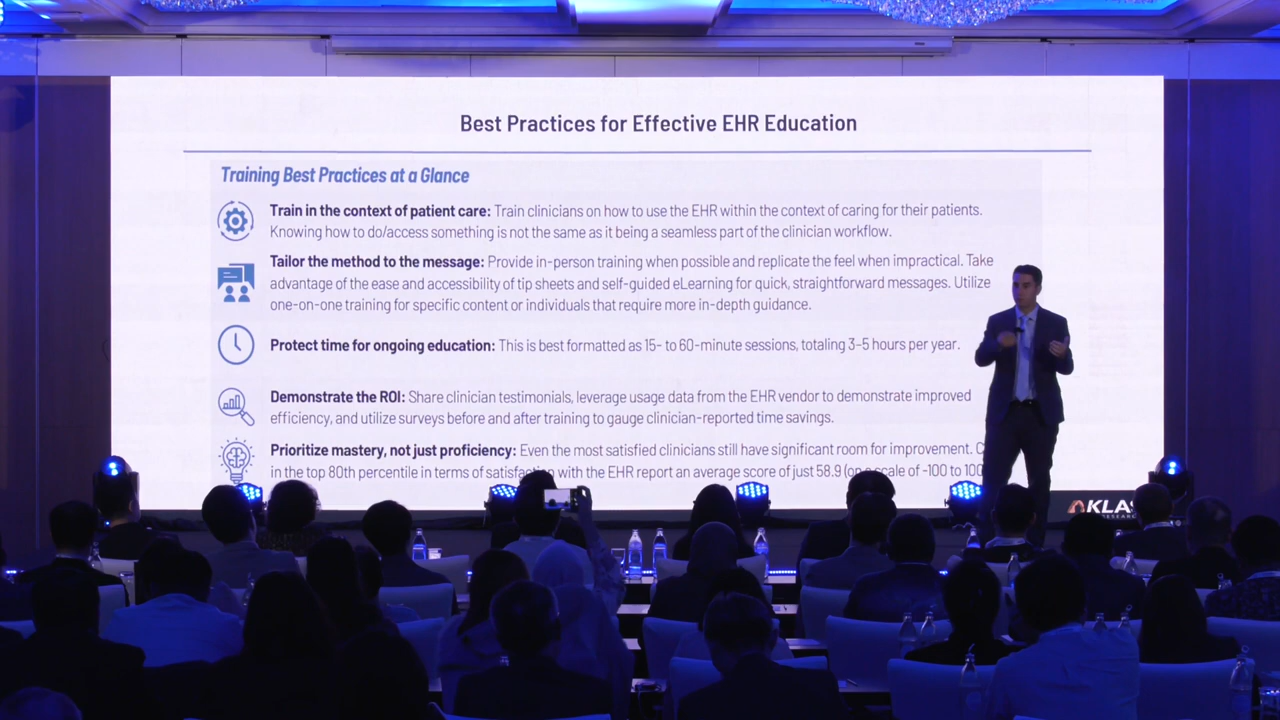 Best Practices for Effective EHR Education
Training Best Practices at a Glance
Train in the context of patient care: Train clinicians on how to use the EHR within the context of caring for their patients.
Knowing how to do/access something is not the same as it being a seamless part of the clinician workflow.
Tailor the method to the message: Provide in-person training when possible and replicate the feel when impractical. Take
advantage of the ease and accessibility of tip sheets and self-guided eLearning for quick, straightforward messages. Utilize
one-on-one training for specific content or individuals that require more in-depth guidance.
Protect time for ongoing education: This is best formatted as 15- to 60-minute sessions, totaling 3-5 hours per year.
Demonstrate the ROI: Share clinician testimonials, leverage usage data from the EHR vendor to demonstrate improved
efficiency, and utilize surveys before and after training to gauge clinician-reported time savings.
Prioritize mastery, not just proficiency: Even the most satisfied clinicians still have significant room for improvement.
in the top 80th percentile in terms of satisfaction with the EHR report an average score of just 58.9 (on a scale of -100 to 100
KLAS